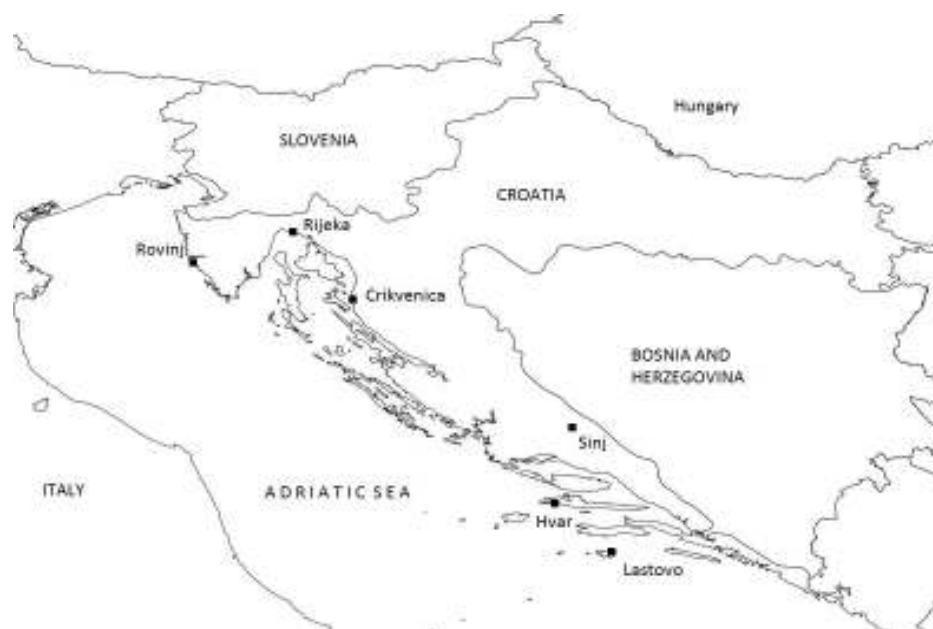 Hungary
SLOVENIA
CROATIA
Rijeka
Rovinj
Crikvenica
BOSNIA AND
HERZEGOVINA
Sinj
ITALY
ADRIATIC SEA
Hvar
Lastovo